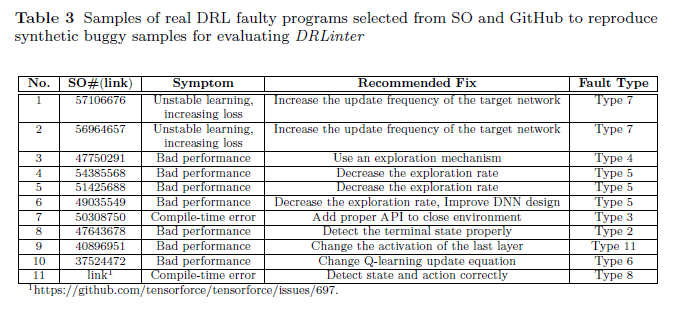 Table 3 Samples of real DRL faulty programs selected from SO and GitHub to reproduce
synthetic buggy samples for evaluating DRLinter
No. SO#(link) Symptom Recommended Fix Fault Type
1 57106676 Unstable learning, increasing loss Increase the update frequency of the target network Type 7
2 56964657 Unstable learning, increasing loss Increase the update frequency of the target network Type 7
3 47750291 Bad performance Use an exploration mechanism Type 4
4 54385568 Bad performance Decrease the exploration rate Type 5
5 51425688 Bad performance Decrease the exploration rate Type 5
6 49035549 Bad performance Decrease the exploration rate, Improve DNN design Type 5
7 50308750 Compile-time error Add proper API to close environment Type 3
8 47643678 Bad performance Detect the terminal state properly Type 2
9 40896951 Bad performance Change the activation of the last layer Type 11
10 37524472 Bad performance Change Q-learning update equation Type 6
11 link¹ Compile-time error Detect state and action correctly Type 8
¹https://github.com/tensorforce/tensorforce/issues/697.